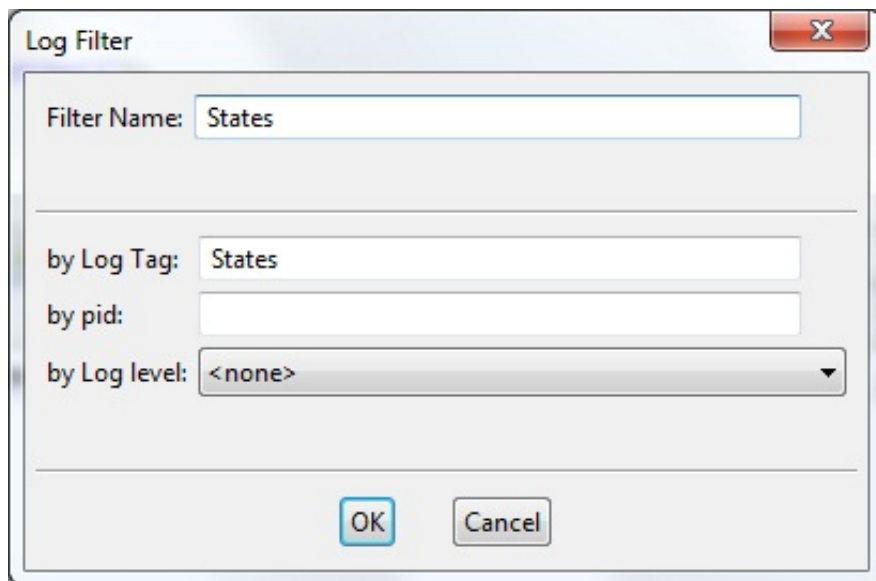 Log Filter
Filter Name: States
by Log Tag: States
by pid:
by Log level: <none>
OK Cancel